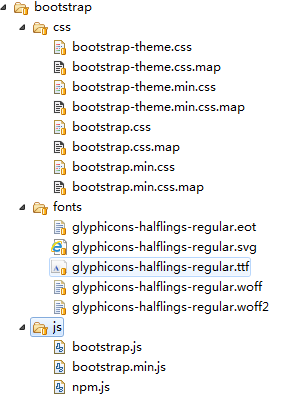 bootstrap
css
bootstrap-theme.css
bootstrap-theme.css.map
bootstrap-theme.min.css
bootstrap-theme.min.css.map
bootstrap.css
bootstrap.css.map
bootstrap.min.css
bootstrap.min.css.map
fonts
glyphicons-halflings-regular.eot
glyphicons-halflings-regular.svg
glyphicons-halflings-regular.ttf
glyphicons-halflings-regular.woff
glyphicons-halflings-regular.woff2
js
bootstrap.js
bootstrap.min.js
npm.js